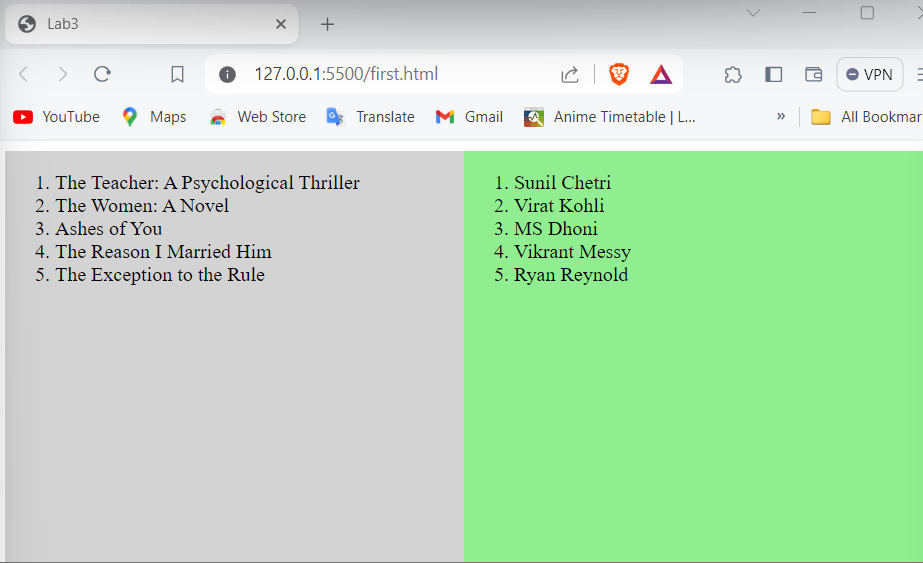 Lab3
127.0.0.1:5500/first.html
VPN
YouTube Maps Web Store Translate Gmail Anime Timetable | L... » All Bookmar
1. The Teacher: A Psychological Thriller
2. The Women: A Novel
3. Ashes of You
4. The Reason I Married Him
5. The Exception to the Rule
1. Sunil Chetri
2. Virat Kohli
3. MS Dhoni
4. Vikrant Messy
5. Ryan Reynold